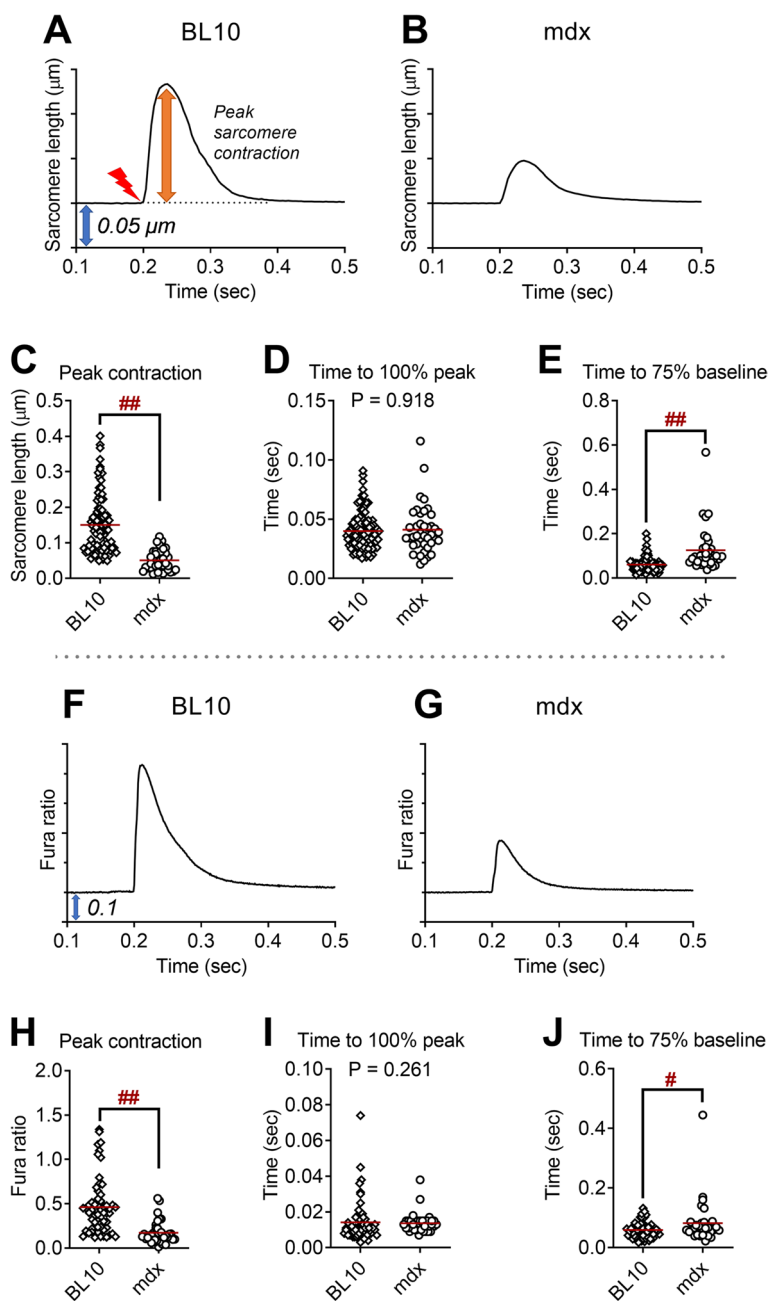 A
BL10
B
mdx
Sarcomere length (µm)
Peak
sarcomere
contraction
0.05 µm
0.1 0.2 0.3 0.4 0.5
Time (sec)
Sarcomere length (µm)
0.1 0.2 0.3 0.4 0.5
Time (sec)
C
Peak contraction
##
Sarcomere length (µm)
0.5
0.4
0.3
0.2
0.1
0.0
BL10
mdx
D
Time to 100% peak
P = 0.918
Time (sec)
0.15
0.10
0.05
0.00
BL10
mdx
E
Time to 75% baseline
##
Time (sec)
0.8
0.6
0.4
0.2
0.0
BL10
mdx
F
BL10
G
mdx
Fura ratio
0.1
0.1 0.2 0.3 0.4 0.5
Time (sec)
Fura ratio
0.1 0.2 0.3 0.4 0.5
Time (sec)
H
Peak contraction
##
Fura ratio
2.0
1.5
1.0
0.5
0.0
BL10
mdx
I
Time to 100% peak
P = 0.261
Time (sec)
0.10
0.08
0.06
0.04
0.02
0.00
BL10
mdx
J
Time to 75% baseline
#
Time (sec)
0.6
0.4
0.2
0.0
BL10
mdx